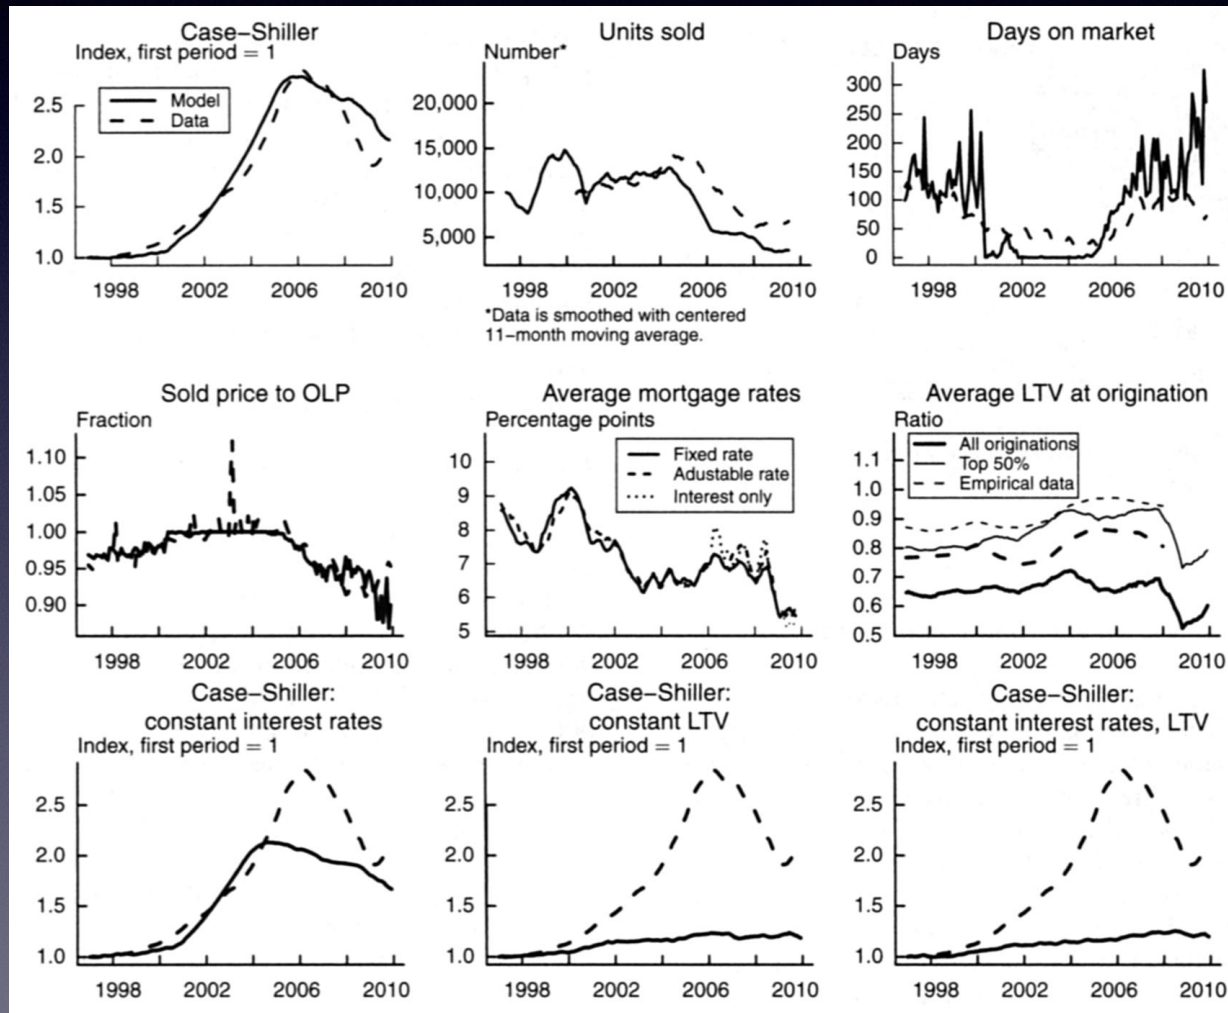 Case–Shiller
Index, first period = 1
2.5
2.0
1.5
1.0
Model
Data
1998 2002 2006 2010
Units sold
Number*
20,000
15,000
10,000
5,000
1998 2002 2006 2010
*Data is smoothed with centered
11–month moving average.
Days on market
Days
300
250
200
150
100
50
0
1998 2002 2006 2010
Sold price to OLP
Fraction
1.10
1.05
1.00
0.95
0.90
1998 2002 2006 2010
Average mortgage rates
Percentage points
10
9
8
7
6
5
Fixed rate
Adustable rate
Interest only
1998 2002 2006 2010
Average LTV at origination
Ratio
1.1
1.0
0.9
0.8
0.7
0.6
0.5
All originations
Top 50%
Empirical data
1998 2002 2006 2010
Case–Shiller:
constant interest rates
Index, first period = 1
2.5
2.0
1.5
1.0
1998 2002 2006 2010
Case–Shiller:
constant LTV
Index, first period = 1
2.5
2.0
1.5
1.0
1998 2002 2006 2010
Case–Shiller:
constant interest rates, LTV
Index, first period = 1
2.5
2.0
1.5
1.0
1998 2002 2006 2010